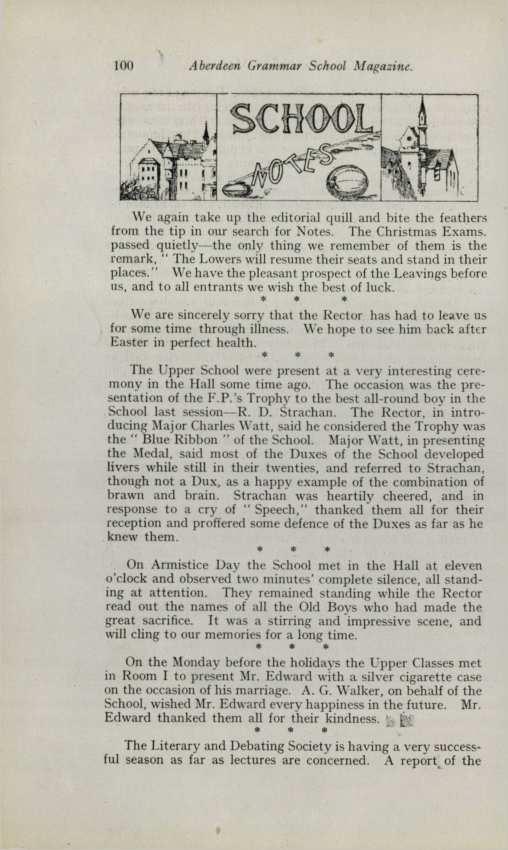 100 Aberdeen Grammar School Magazine.
SCHOOL
NOTES
We again take up the editorial quill and bite the feathers
from the tip in our search for Notes. The Christmas Exams.
passed quietly—the only thing we remember of them is the
remark, " The Lowers will resume their seats and stand in their
places." We have the pleasant prospect of the Leavings before
us, and to all entrants we wish the best of luck.
* * *
We are sincerely sorry that the Rector has had to leave us
for some time through illness. We hope to see him back after
Easter in perfect health.
* * *
The Upper School were present at a very interesting cere-
mony in the Hall some time ago. The occasion was the pre-
sentation of the F.P.'s Trophy to the best all-round boy in the
School last session—R. D. Strachan. The Rector, in intro-
ducing Major Charles Watt, said he considered the Trophy was
the " Blue Ribbon " of the School. Major Watt, in presenting
the Medal, said most of the Duxes of the School developed
livers while still in their twenties, and referred to Strachan,
though not a Dux, as a happy example of the combination of
brawn and brain. Strachan was heartily cheered, and in
response to a cry of " Speech," thanked them all for their
reception and proffered some defence of the Duxes as far as he
knew them.
* * *
On Armistice Day the School met in the Hall at eleven
o'clock and observed two minutes' complete silence, all stand-
ing at attention. They remained standing while the Rector
read out the names of all the Old Boys who had made the
great sacrifice. It was a stirring and impressive scene, and
will cling to our memories for a long time.
* * *
On the Monday before the holidays the Upper Classes met
in Room I to present Mr. Edward with a silver cigarette case
on the occasion of his marriage. A. G. Walker, on behalf of the
School, wished Mr. Edward every happiness in the future. Mr.
Edward thanked them all for their kindness.
* * *
The Literary and Debating Society is having a very success-
ful season as far as lectures are concerned. A report of the